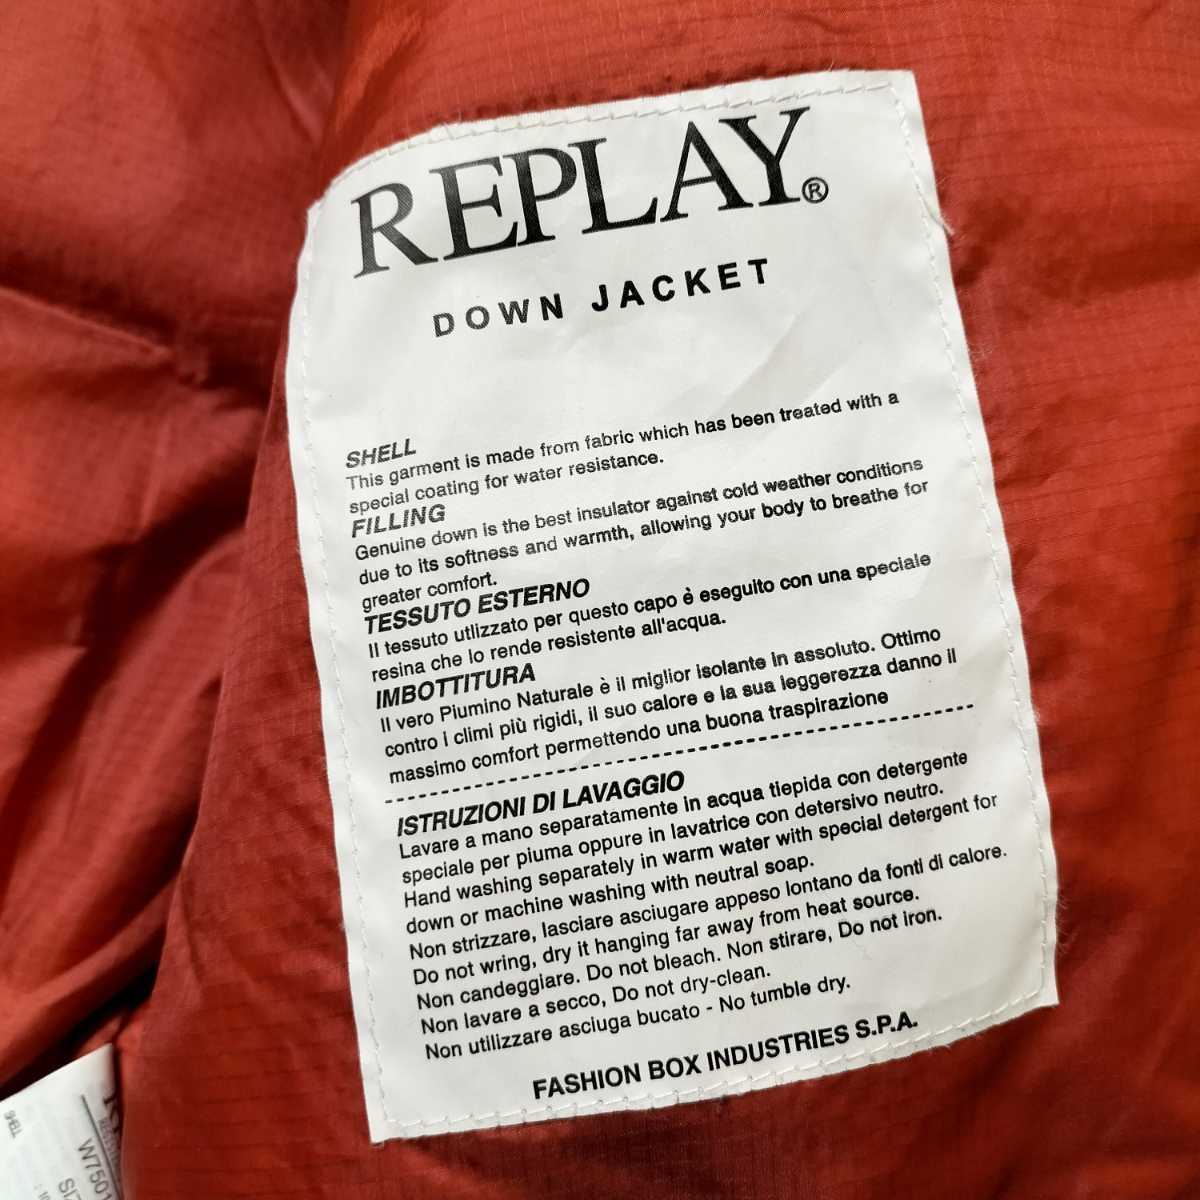 REPLAY®
DOWN JACKET
SHELL
This garment is made from fabric which has been treated with a
special coating for water resistance.
FILLING
Genuine down is the best insulator against cold weather conditions
due to its softness and warmth, allowing your body to breathe for
greater comfort.
TESSUTO ESTERNO
Il tessuto utlizzato per questo capo è eseguito con una speciale
resina che lo rende resistente all'acqua.
IMBOTTITURA
Il vero Piumino Naturale è il miglior isolante in assoluto. Ottimo
contro i climi più rigidi, il suo calore e la sua leggerezza danno il
massimo comfort permettendo una buona traspirazione
ISTRUZIONI DI LAVAGGIO
Lavare a mano separatamente in acqua tiepida con detergente
speciale per piuma oppure in lavatrice con detersivo neutro.
Hand washing separately in warm water with special detergent for
down or machine washing with neutral soap.
Non strizzare, lasciare asciugare appeso lontano da fonti di calore.
Do not wring, dry it hanging far away from heat source.
Non candeggiare. Do not bleach. Non stirare, Do not iron.
Non lavare a secco, Do not dry-clean.
Non utilizzare asciuga bucato - No tumble dry.
FASHION BOX INDUSTRIES S.P.A.
W7501
SHELL